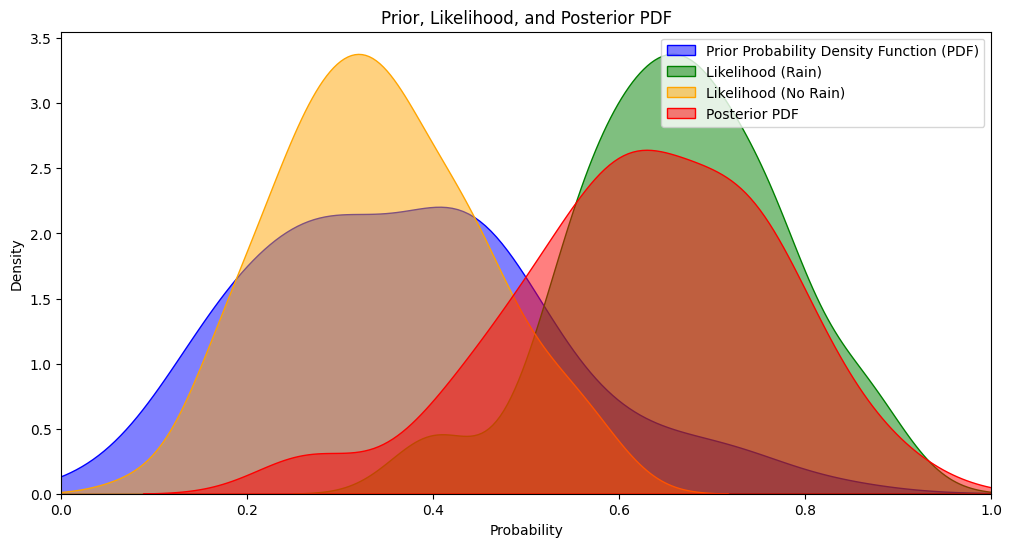 Prior, Likelihood, and Posterior PDF
Prior Probability Density Function (PDF)
Likelihood (Rain)
Likelihood (No Rain)
Posterior PDF
Density
3.5
3.0
2.5
2.0
1.5
1.0
0.5
0.0
0.0 0.2 0.4 0.6 0.8 1.0
Probability